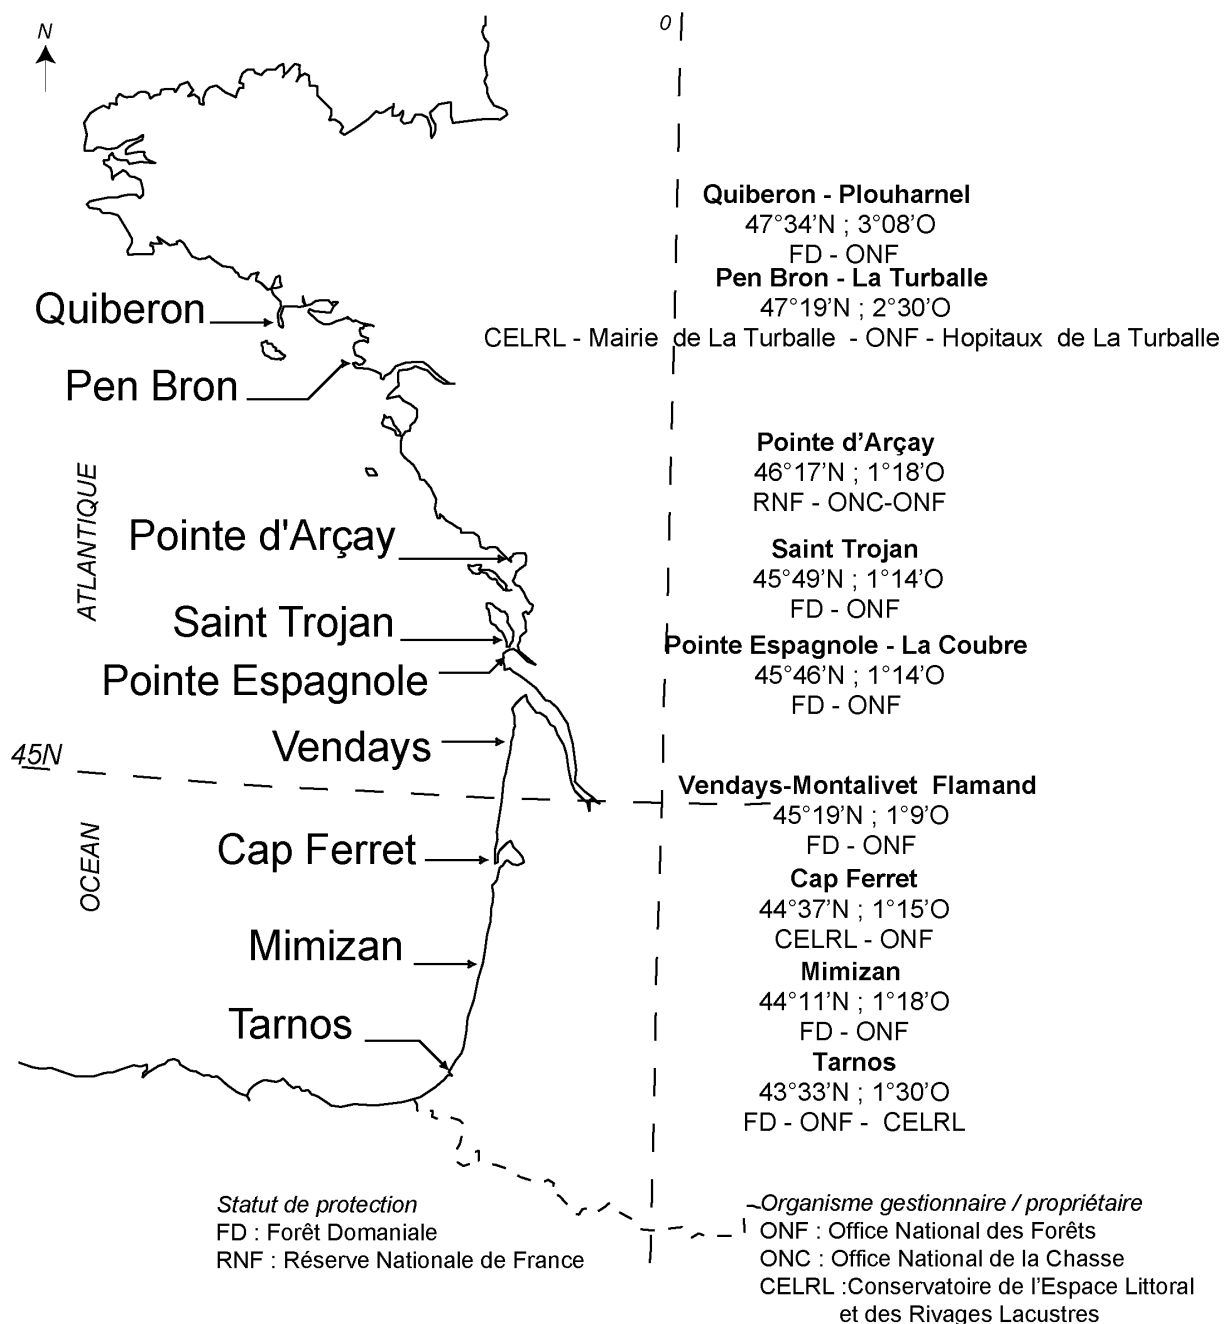 N
0
Quiberon - Plouharnel
47°34’N ; 3°08’O
FD - ONF
Pen Bron - La Turballe
47°19’N ; 2°30’O
CELRL - Mairie de La Turballe - ONF - Hopitaux de La Turballe
Quiberon
Pen Bron
ATLANTIQUE
Pointe d’Arçay
46°17’N ; 1°18’O
RNF - ONC-ONF
Pointe d'Arçay
Saint Trojan
45°49’N ; 1°14’O
FD - ONF
Saint Trojan
Pointe Espagnole - La Coubre
45°46’N ; 1°14’O
FD - ONF
Pointe Espagnole
Vendays
45N
Vendays-Montalivet Flamand
45°19’N ; 1°9’O
FD - ONF
OCEAN
Cap Ferret
Cap Ferret
44°37’N ; 1°15’O
CELRL - ONF
Mimizan
Mimizan
44°11’N ; 1°18’O
FD - ONF
Tarnos
Tarnos
43°33’N ; 1°30’O
FD - ONF - CELRL
Statut de protection
FD : Forêt Domaniale
RNF : Réserve Nationale de France
Organisme gestionnaire / propriétaire
ONF : Office National des Forêts
ONC : Office National de la Chasse
CELRL :Conservatoire de l’Espace Littoral
et des Rivages Lacustres